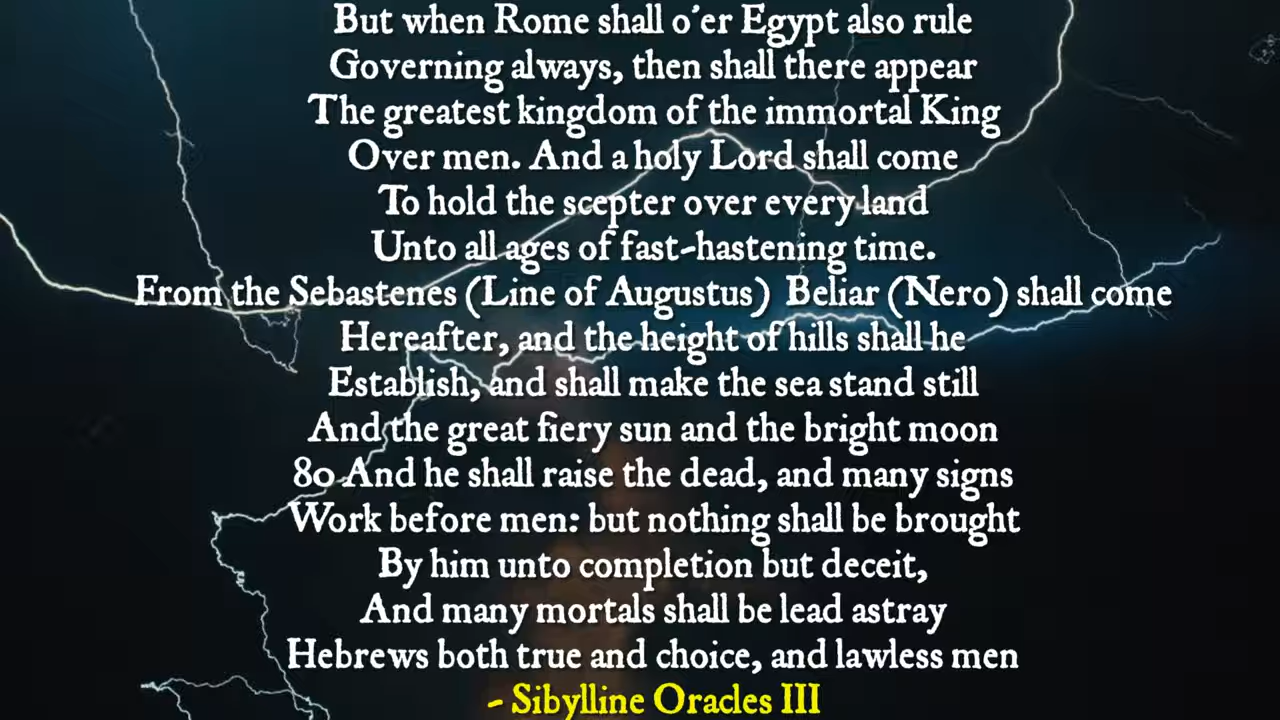 But when Rome shall o´er Egypt also rule
Governing always, then shall there appear
The greatest kingdom of the immortal King
Over men. And a holy Lord shall come
To hold the scepter over every land
Unto all ages of fast-hastening time.
From the Sebastenes (Line of Augustus) Beliar (Nero) shall come
Hereafter, and the height of hills shall he
Establish, and shall make the sea stand still
And the great fiery sun and the bright moon
80 And he shall raise the dead, and many signs
Work before men: but nothing shall be brought
By him unto completion but deceit,
And many mortals shall be lead astray
Hebrews both true and choice, and lawless men
- Sibylline Oracles III